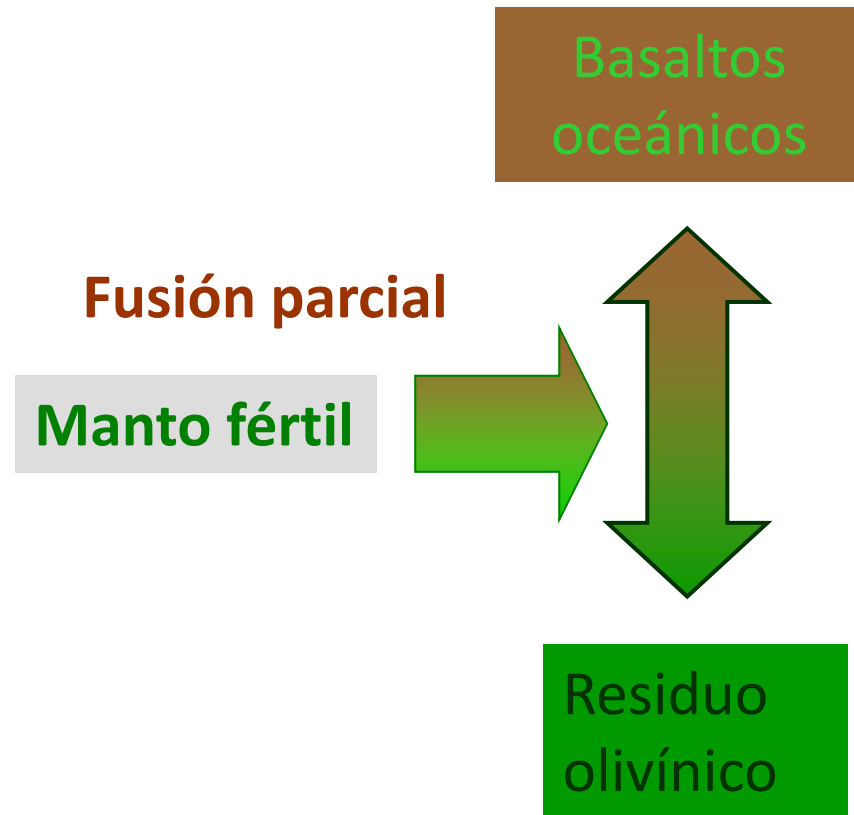 Basaltos
oceánicos
Fusión parcial
Manto fértil
Residuo
olivínico